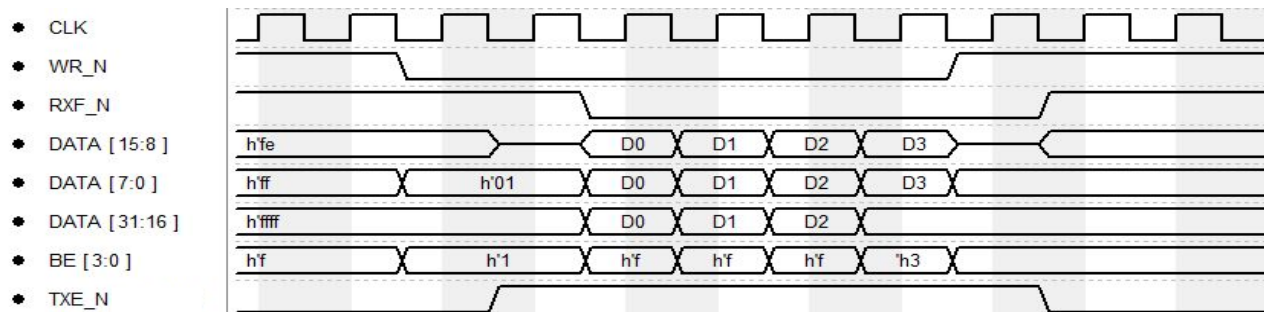 CLK
WR_N
RXF_N
DATA [15:8] h'fe D0 D1 D2 D3
DATA [7:0] h'ff h'01 D0 D1 D2 D3
DATA [31:16] h'ffff D0 D1 D2
BE [3:0] h'f h'1 h'f h'f h'f 'h3
TXE_N